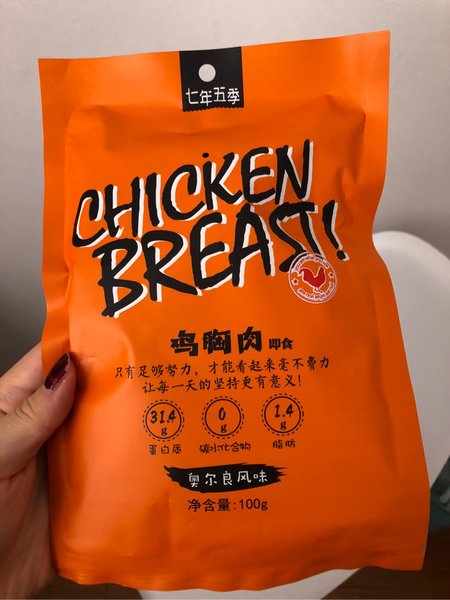 七年五季
CHICKEN
BREAST!
鸡胸肉 即食
只有足够努力，才能看起来毫不费力
让每一天的坚持更有意义！
31.4g 0g 1.4g
蛋白质 碳水化合物 脂肪
奥尔良风味
净含量:100g